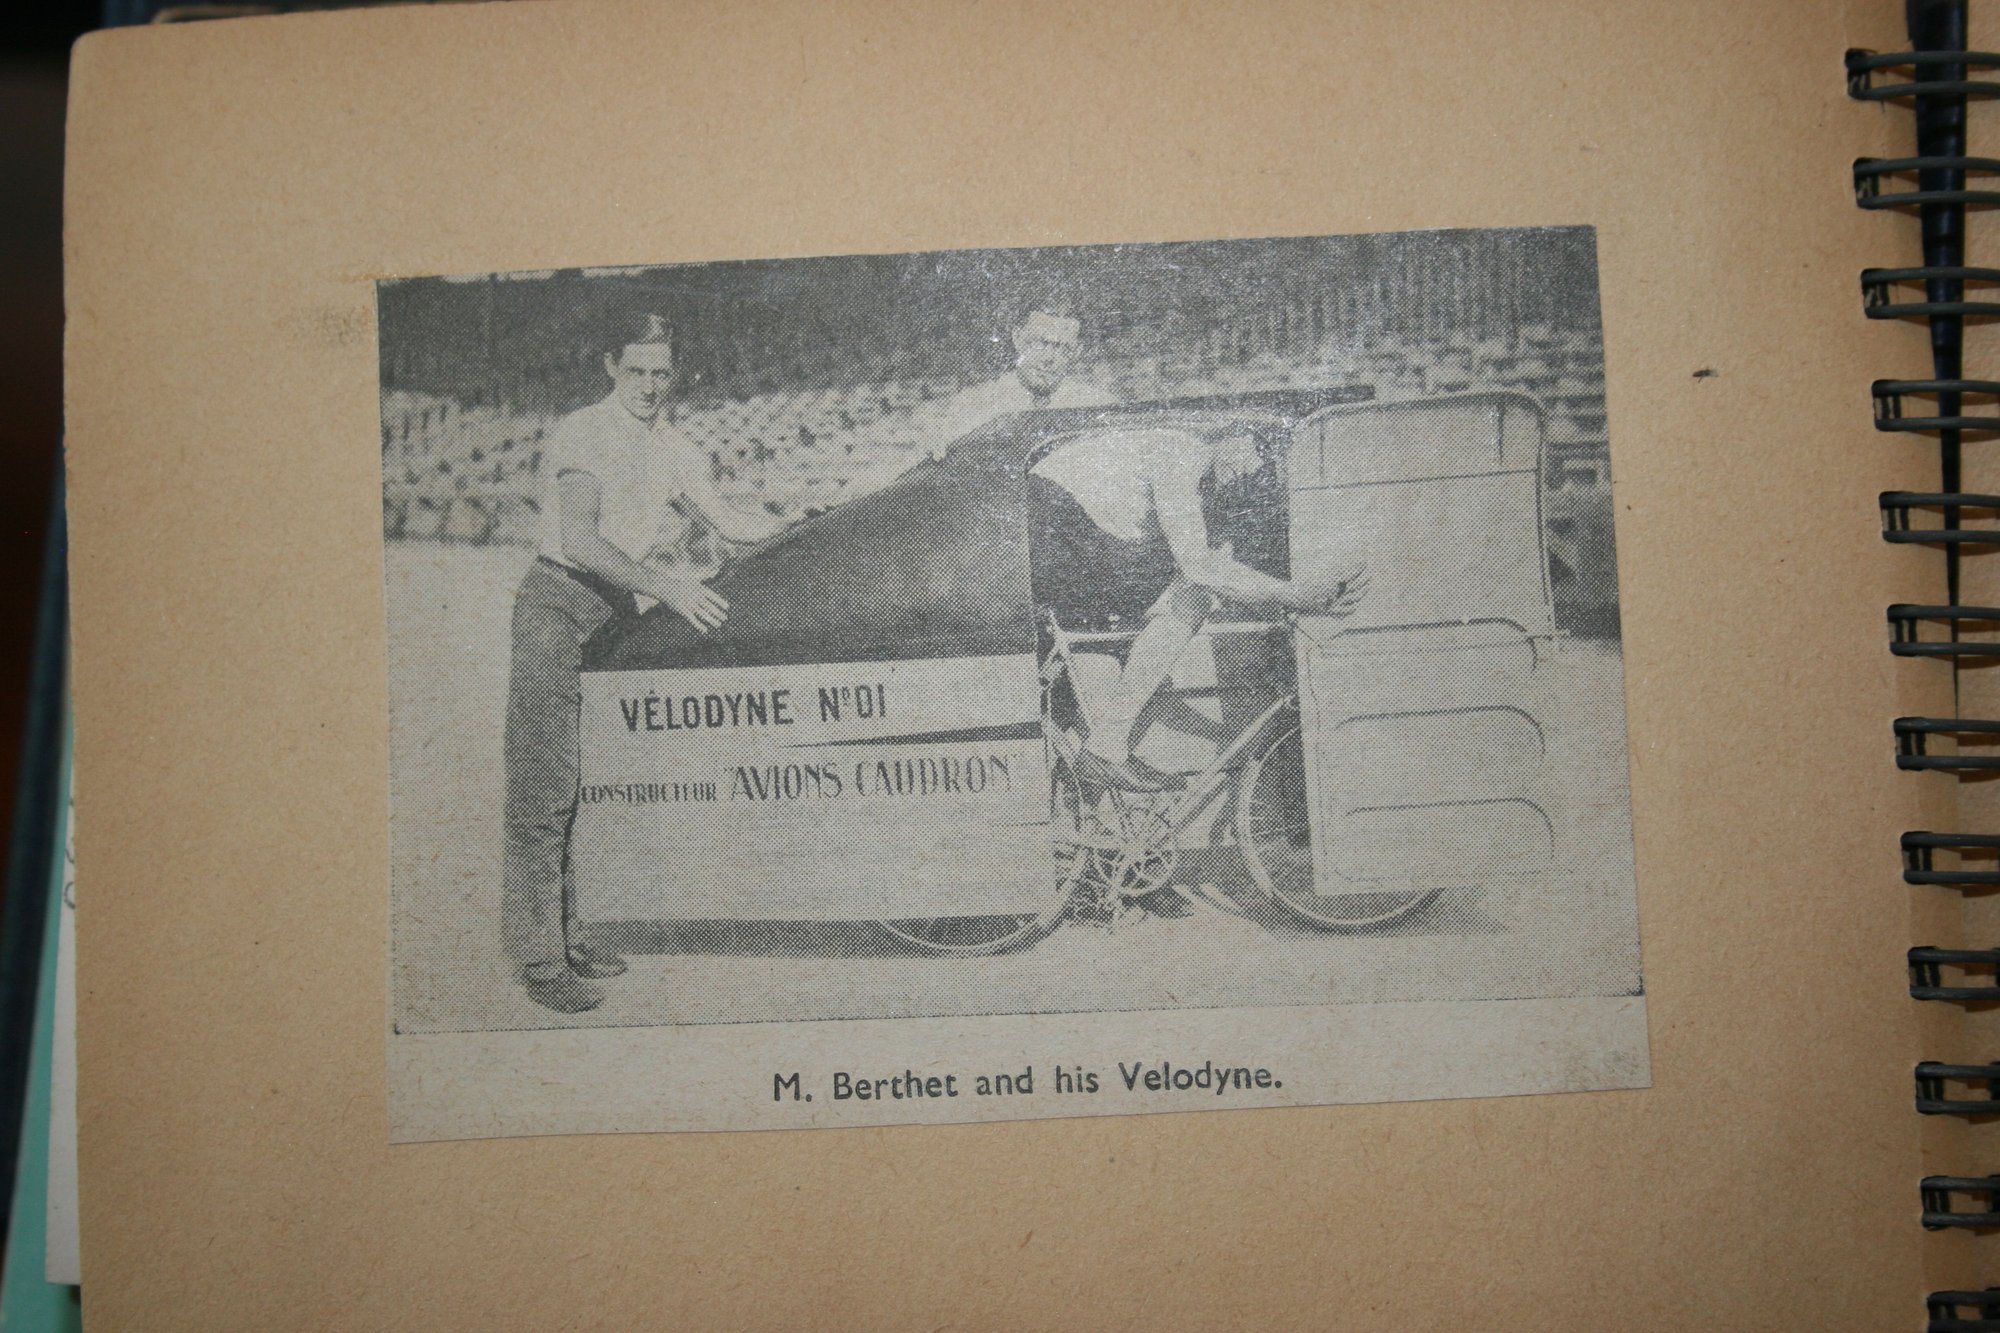 VÉLODYNE Nº 01
CONSTRUCTEUR "AVIONS CAUDRON"
M. Berthet and his Velodyne.